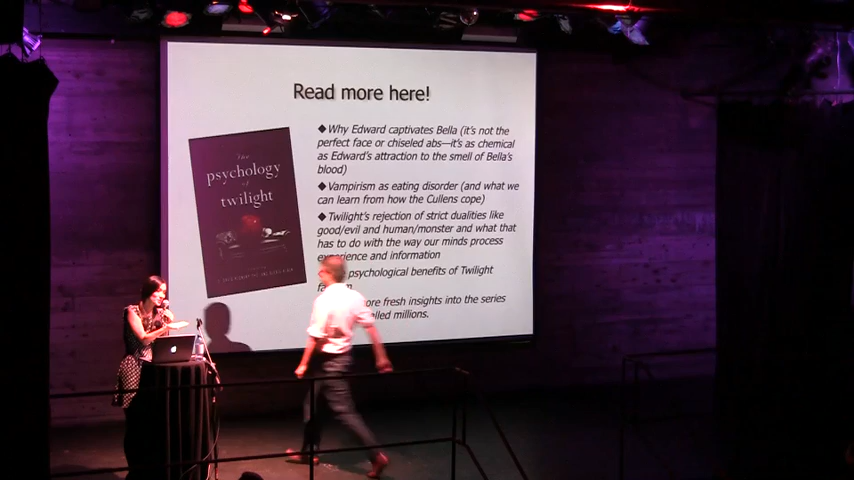 Read more here!
The
psychology
of
twilight
◆Why Edward captivates Bella (it's not the
perfect face or chiseled abs—it's as chemical
as Edward's attraction to the smell of Bella's
blood)
◆Vampirism as eating disorder (and what we
can learn from how the Cullens cope)
◆Twilight's rejection of strict dualities like
good/evil and human/monster and what that
has to do with the way our minds process
experience and information
psychological benefits of Twilight
fresh insights into the series
millions.